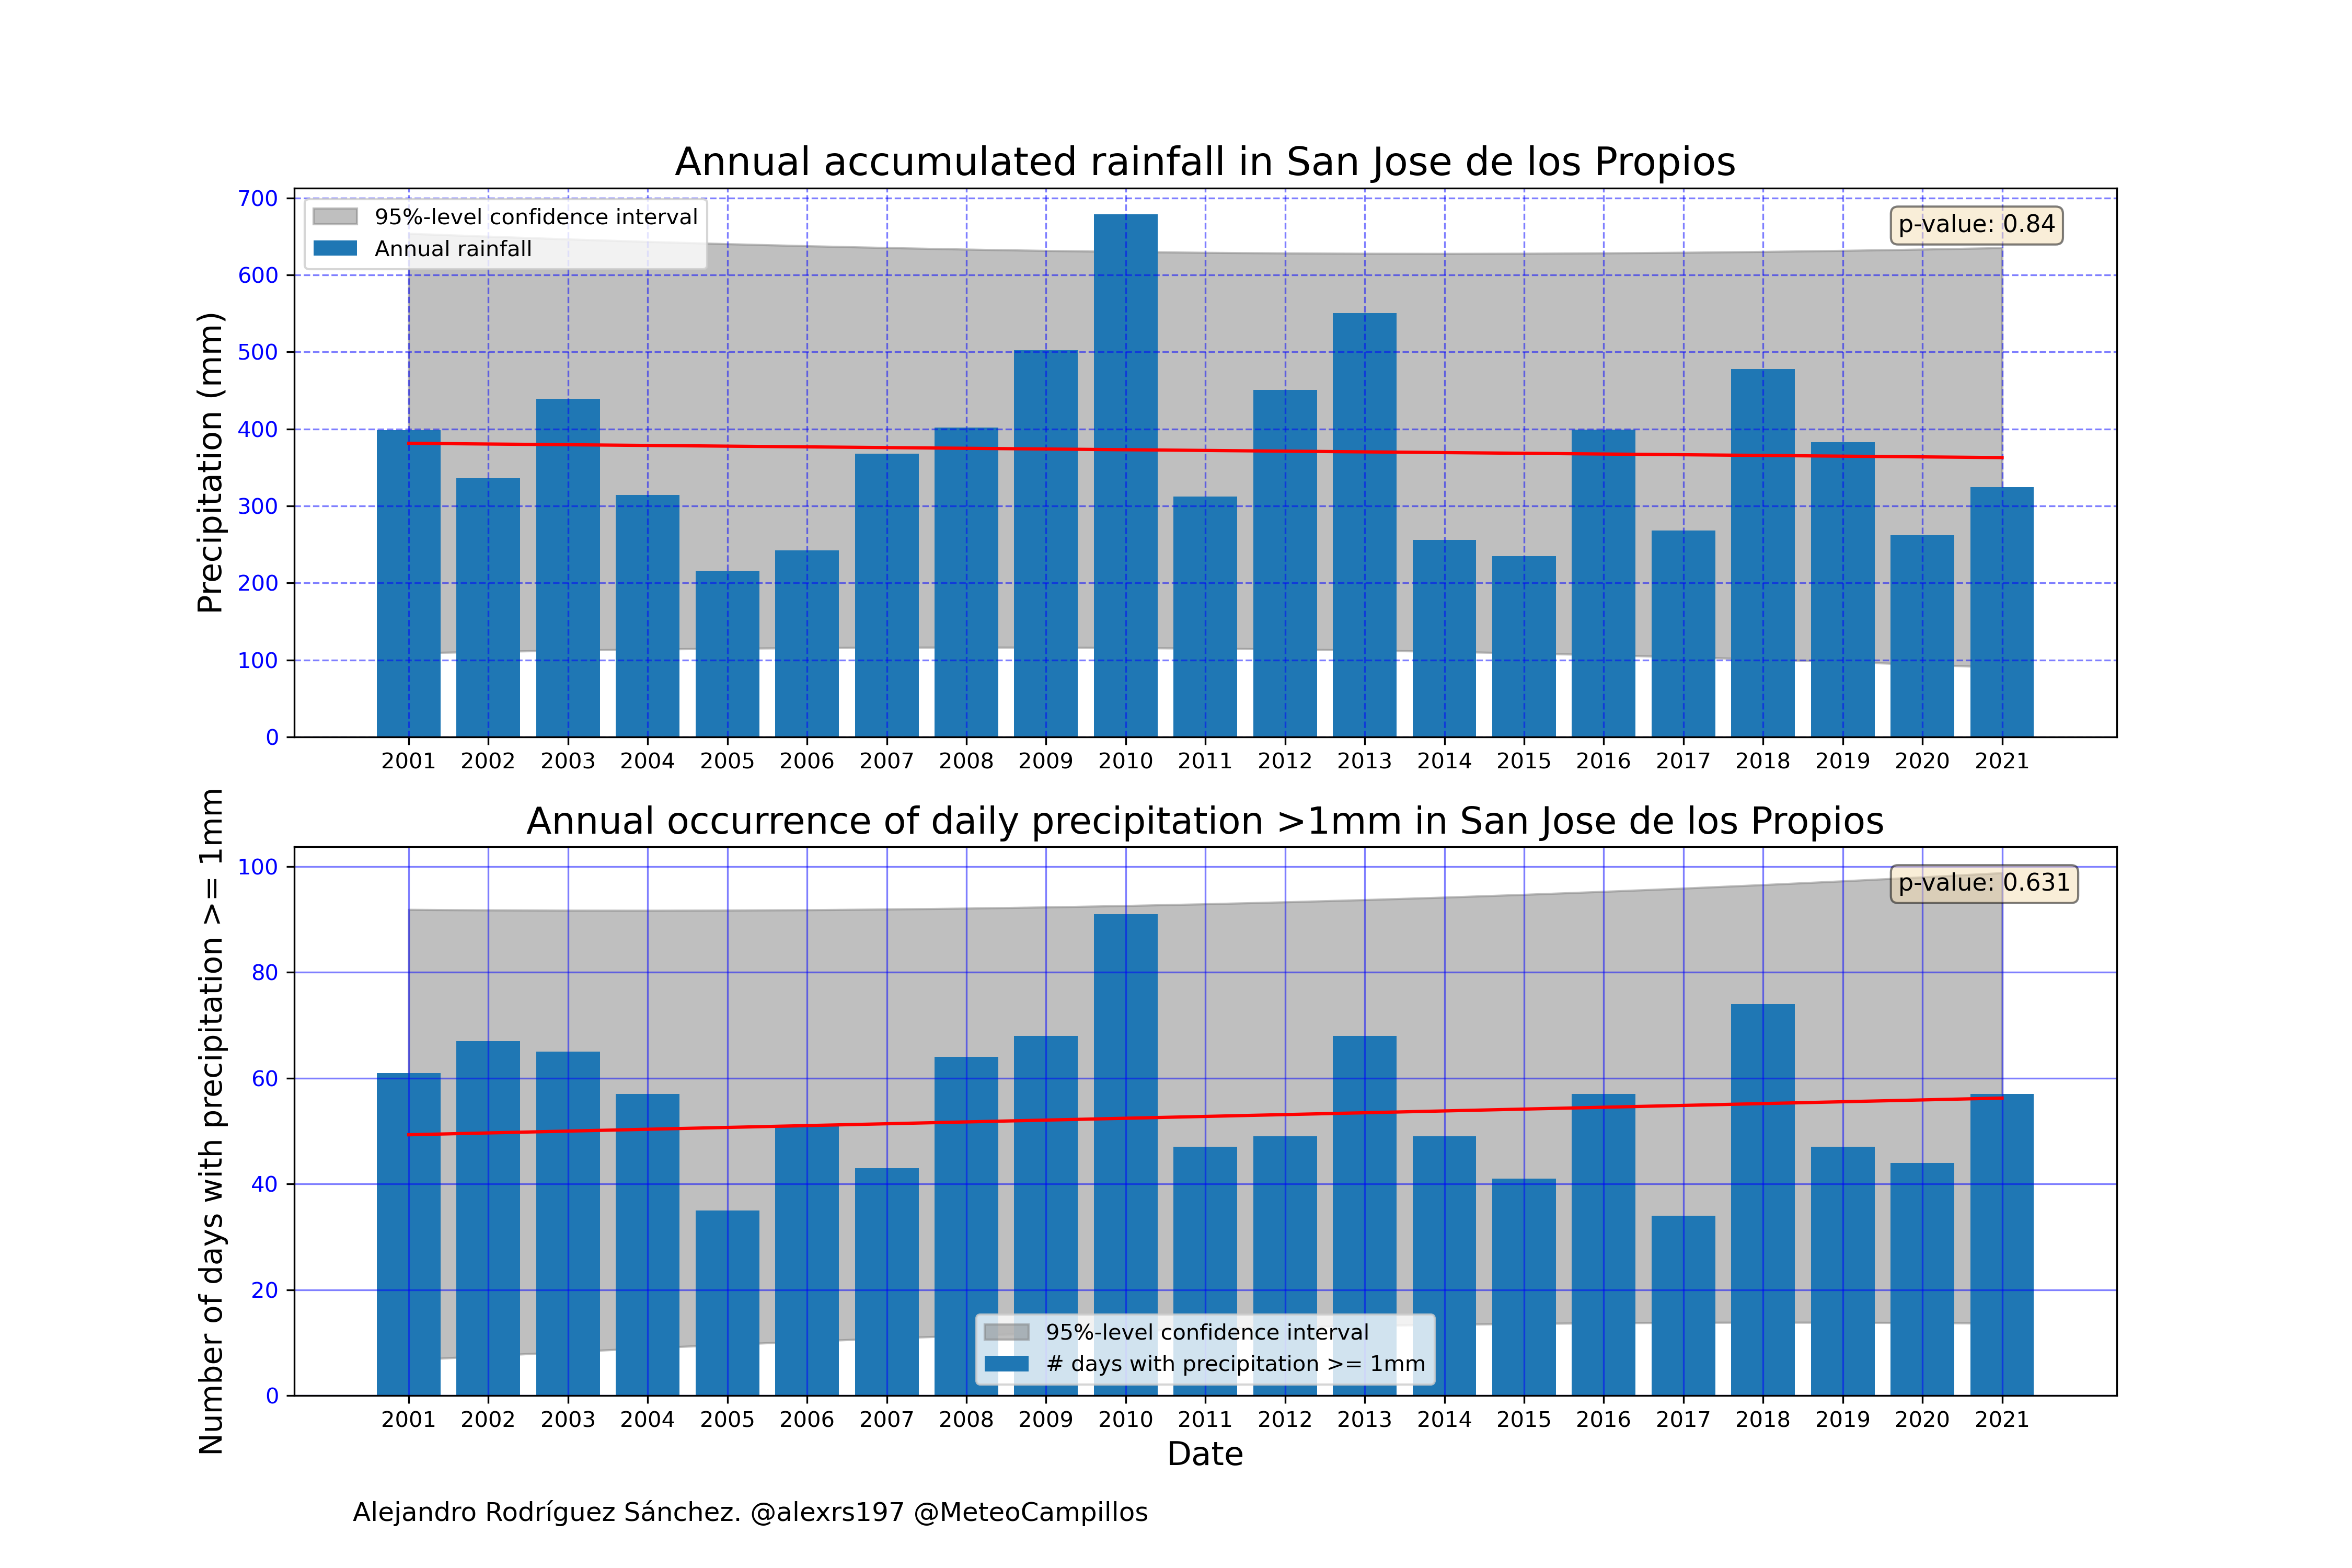 Annual accumulated rainfall in San Jose de los Propios
Precipitation (mm)
700
600
500
400
300
200
100
0
95%-level confidence interval
Annual rainfall
p-value: 0.84
2001 2002 2003 2004 2005 2006 2007 2008 2009 2010 2011 2012 2013 2014 2015 2016 2017 2018 2019 2020 2021
Annual occurrence of daily precipitation >1mm in San Jose de los Propios
Number of days with precipitation >= 1mm
100
80
60
40
20
0
p-value: 0.631
95%-level confidence interval
# days with precipitation >= 1mm
2001 2002 2003 2004 2005 2006 2007 2008 2009 2010 2011 2012 2013 2014 2015 2016 2017 2018 2019 2020 2021
Date
Alejandro Rodríguez Sánchez. @alexrs197 @MeteoCampillos